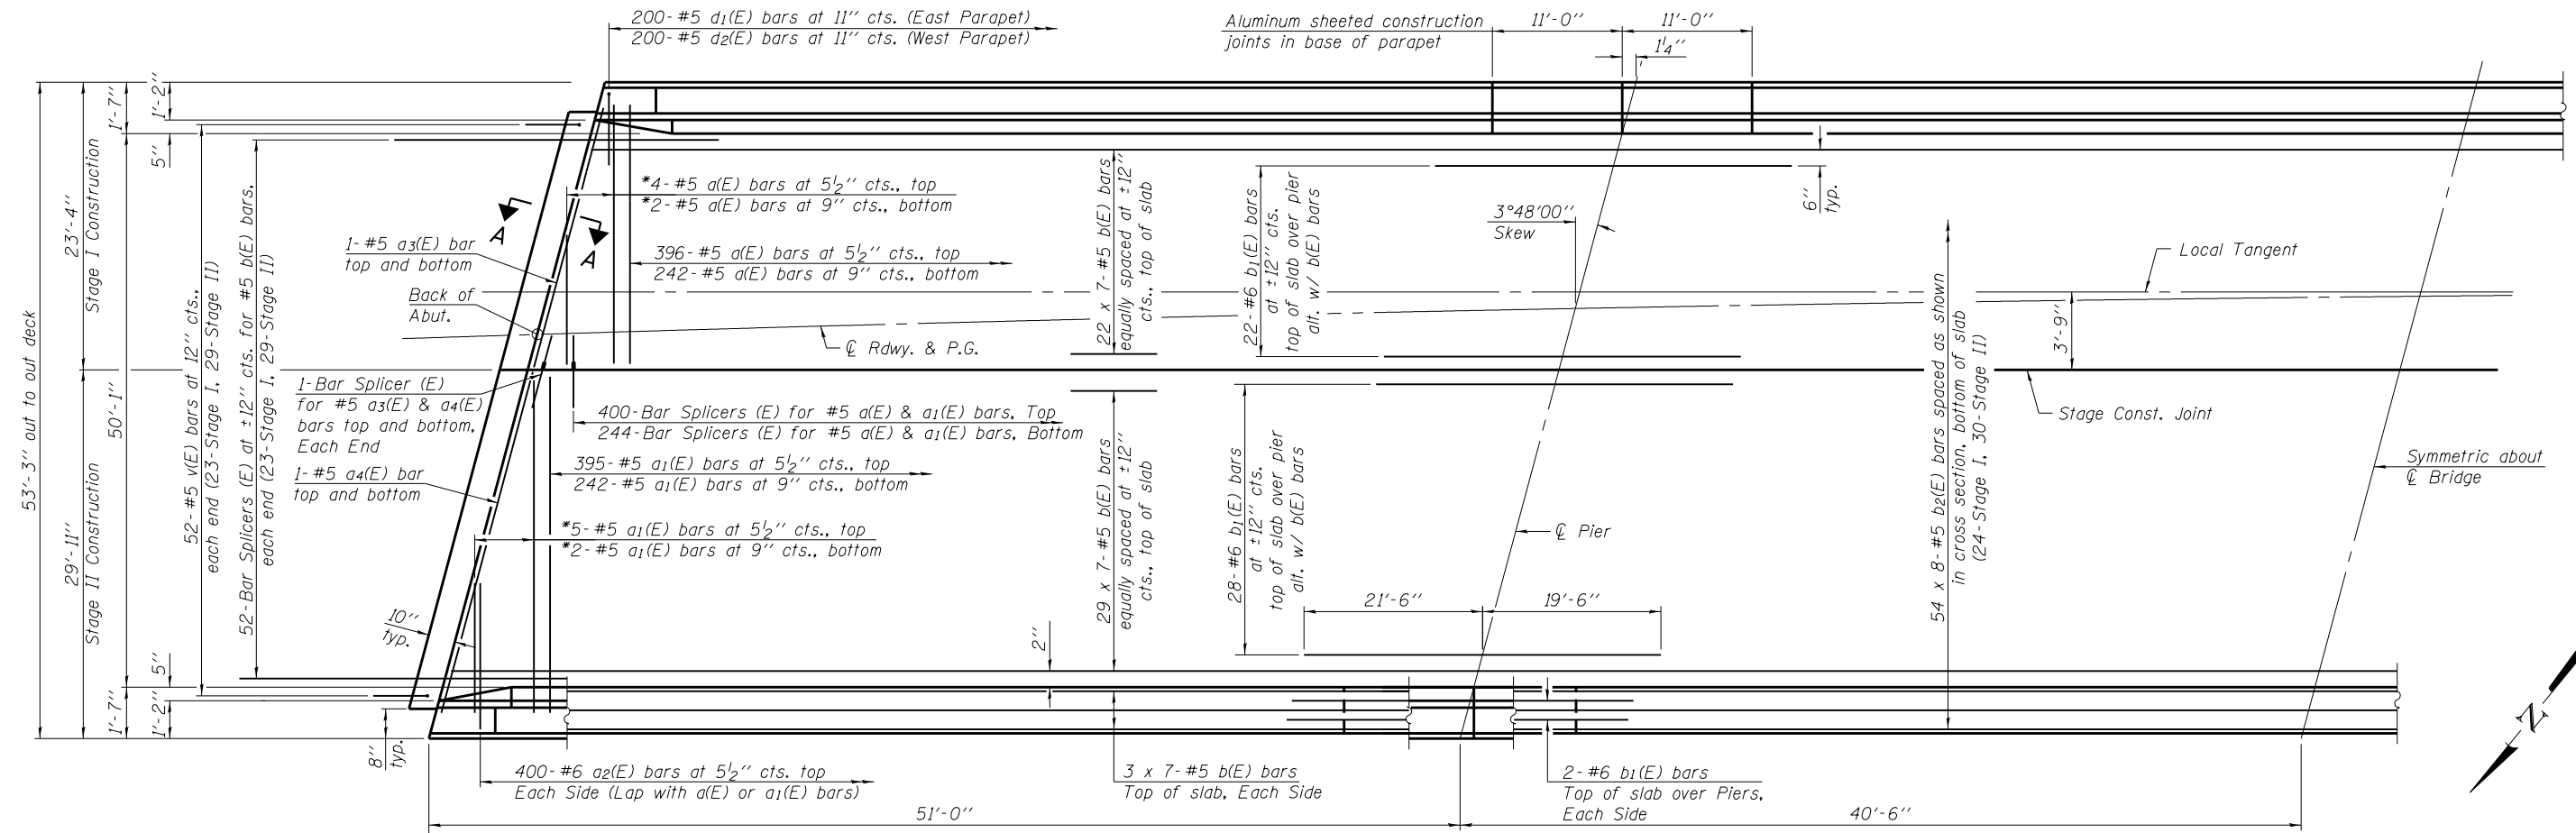 200-#5 d1(E) bars at 11" cts. (East Parapet)
200-#5 d2(E) bars at 11" cts. (West Parapet)
Aluminum sheeted construction
joints in base of parapet
11'-0"
11'-0"
1 1/4"
53'-3" out to out deck
23'-4"
Stage I Construction
29'-11"
Stage II Construction
1'-7"
50'-1"
1'-7"
1'-2"
5"
5"
1'-2"
52-#5 v(E) bars at 12" cts.,
each end (23-Stage I, 29-Stage II)
52-Bar Splicers (E) at ±12" cts. for #5 b(E) bars,
each end (23-Stage I, 29-Stage II)
*4-#5 a(E) bars at 5 1/2" cts., top
*2-#5 a(E) bars at 9" cts., bottom
A
A
1-#5 a3(E) bar
top and bottom
396-#5 a(E) bars at 5 1/2" cts., top
242-#5 a(E) bars at 9" cts., bottom
Back of
Abut.
℄ Rdwy. & P.G.
22 x 7-#5 b(E) bars
equally spaced at ±12"
cts., top of slab
22-#6 b1(E) bars
at ±12" cts.
top of slab over pier
alt. w/ b(E) bars
3°48'00"
Skew
6"
typ.
Local Tangent
3'-9"
1-Bar Splicer (E)
for #5 a3(E) & a4(E)
bars top and bottom,
Each End
400-Bar Splicers (E) for #5 a(E) & a1(E) bars, Top
244-Bar Splicers (E) for #5 a(E) & a1(E) bars, Bottom
Stage Const. Joint
395-#5 a1(E) bars at 5 1/2" cts., top
242-#5 a1(E) bars at 9" cts., bottom
1-#5 a4(E) bar
top and bottom
*5-#5 a1(E) bars at 5 1/2" cts., top
*2-#5 a1(E) bars at 9" cts., bottom
29 x 7-#5 b(E) bars
equally spaced at ±12"
cts., top of slab
28-#6 b1(E) bars
at ±12" cts.
top of slab over pier
alt. w/ b(E) bars
54 x 8-#5 b2(E) bars spaced as shown
in cross section, bottom of slab
(24-Stage I, 30-Stage II)
Symmetric about
℄ Bridge
℄ Pier
21'-6"
19'-6"
10"
typ.
2"
8"
typ.
N
400-#6 a2(E) bars at 5 1/2" cts. top
Each Side (Lap with a(E) or a1(E) bars)
3 x 7-#5 b(E) bars
Top of slab, Each Side
2-#6 b1(E) bars
Top of slab over Piers,
Each Side
51'-0"
40'-6"